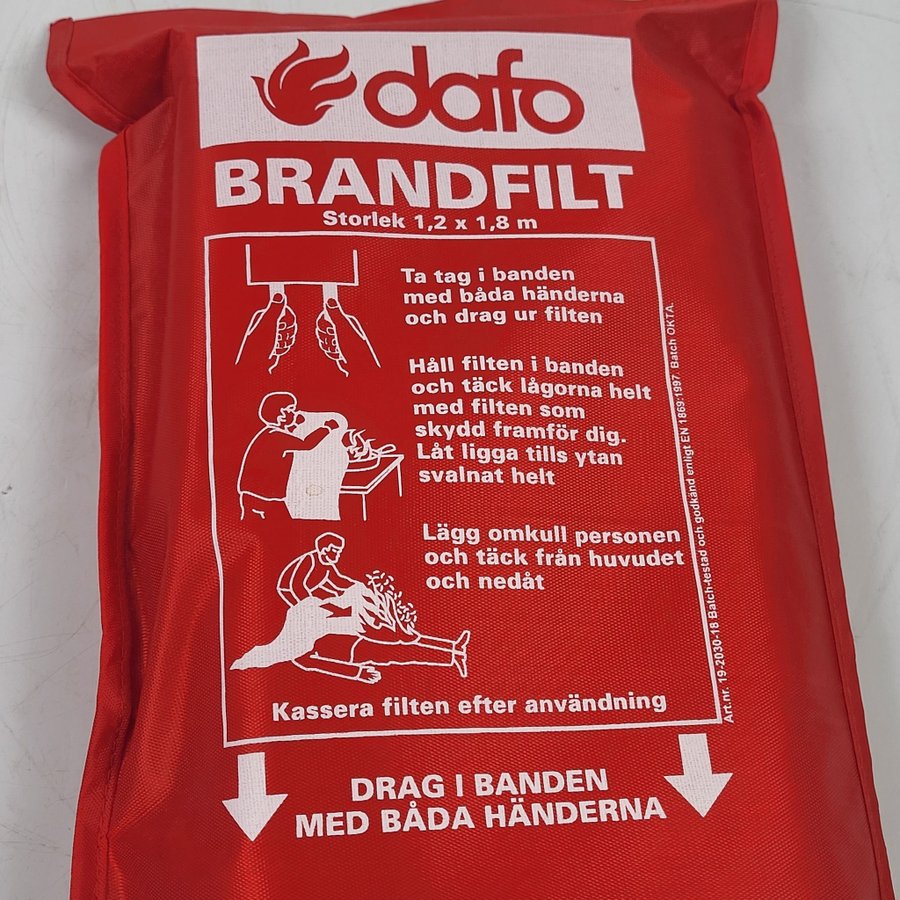 dafo
BRANDFILT
Storlek 1,2 x 1,8 m
Ta tag i banden
med båda händerna
och drag ur filten
Håll filten i banden
och täck lågorna helt
med filten som
skydd framför dig.
Låt ligga tills ytan
svalnat helt
Lägg omkull personen
och täck från huvudet
och nedåt
Kassera filten efter användning
Art.nr. 19-2030-18 Batch-testad och godkänd enligt EN 1869:1997. Batch OKTA.
DRAG I BANDEN
MED BÅDA HÄNDERNA